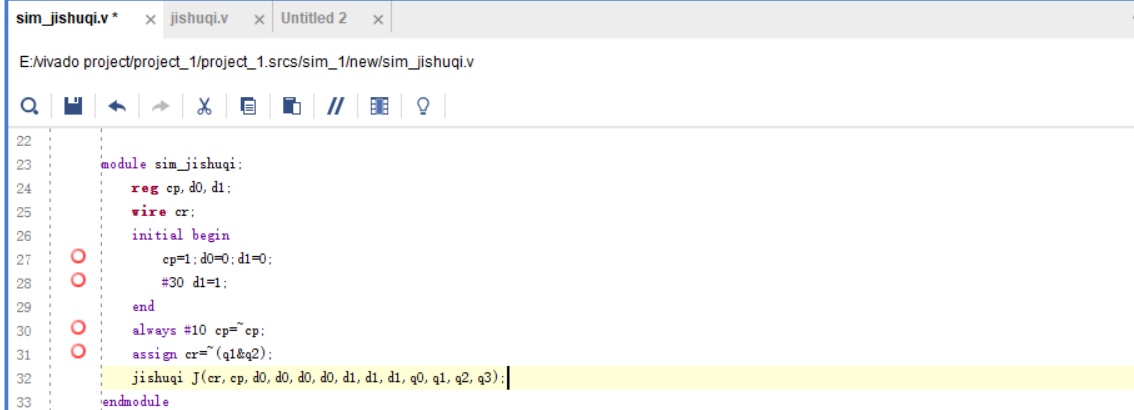 sim_jishuqi.v * × jishuqi.v × Untitled 2 ×
E:/vivado project/project_1/project_1.srcs/sim_1/new/sim_jishuqi.v
22
23 module sim_jishuqi;
24 reg cp,d0,d1;
25 wire cr;
26 initial begin
27 cp=1;d0=0;d1=0;
28 #30 d1=1;
29 end
30 always #10 cp=~cp;
31 assign cr=~(q1&q2);
32 jishuqi J(cr,cp,d0,d0,d0,d0,d1,d1,d1,q0,q1,q2,q3);
33 endmodule